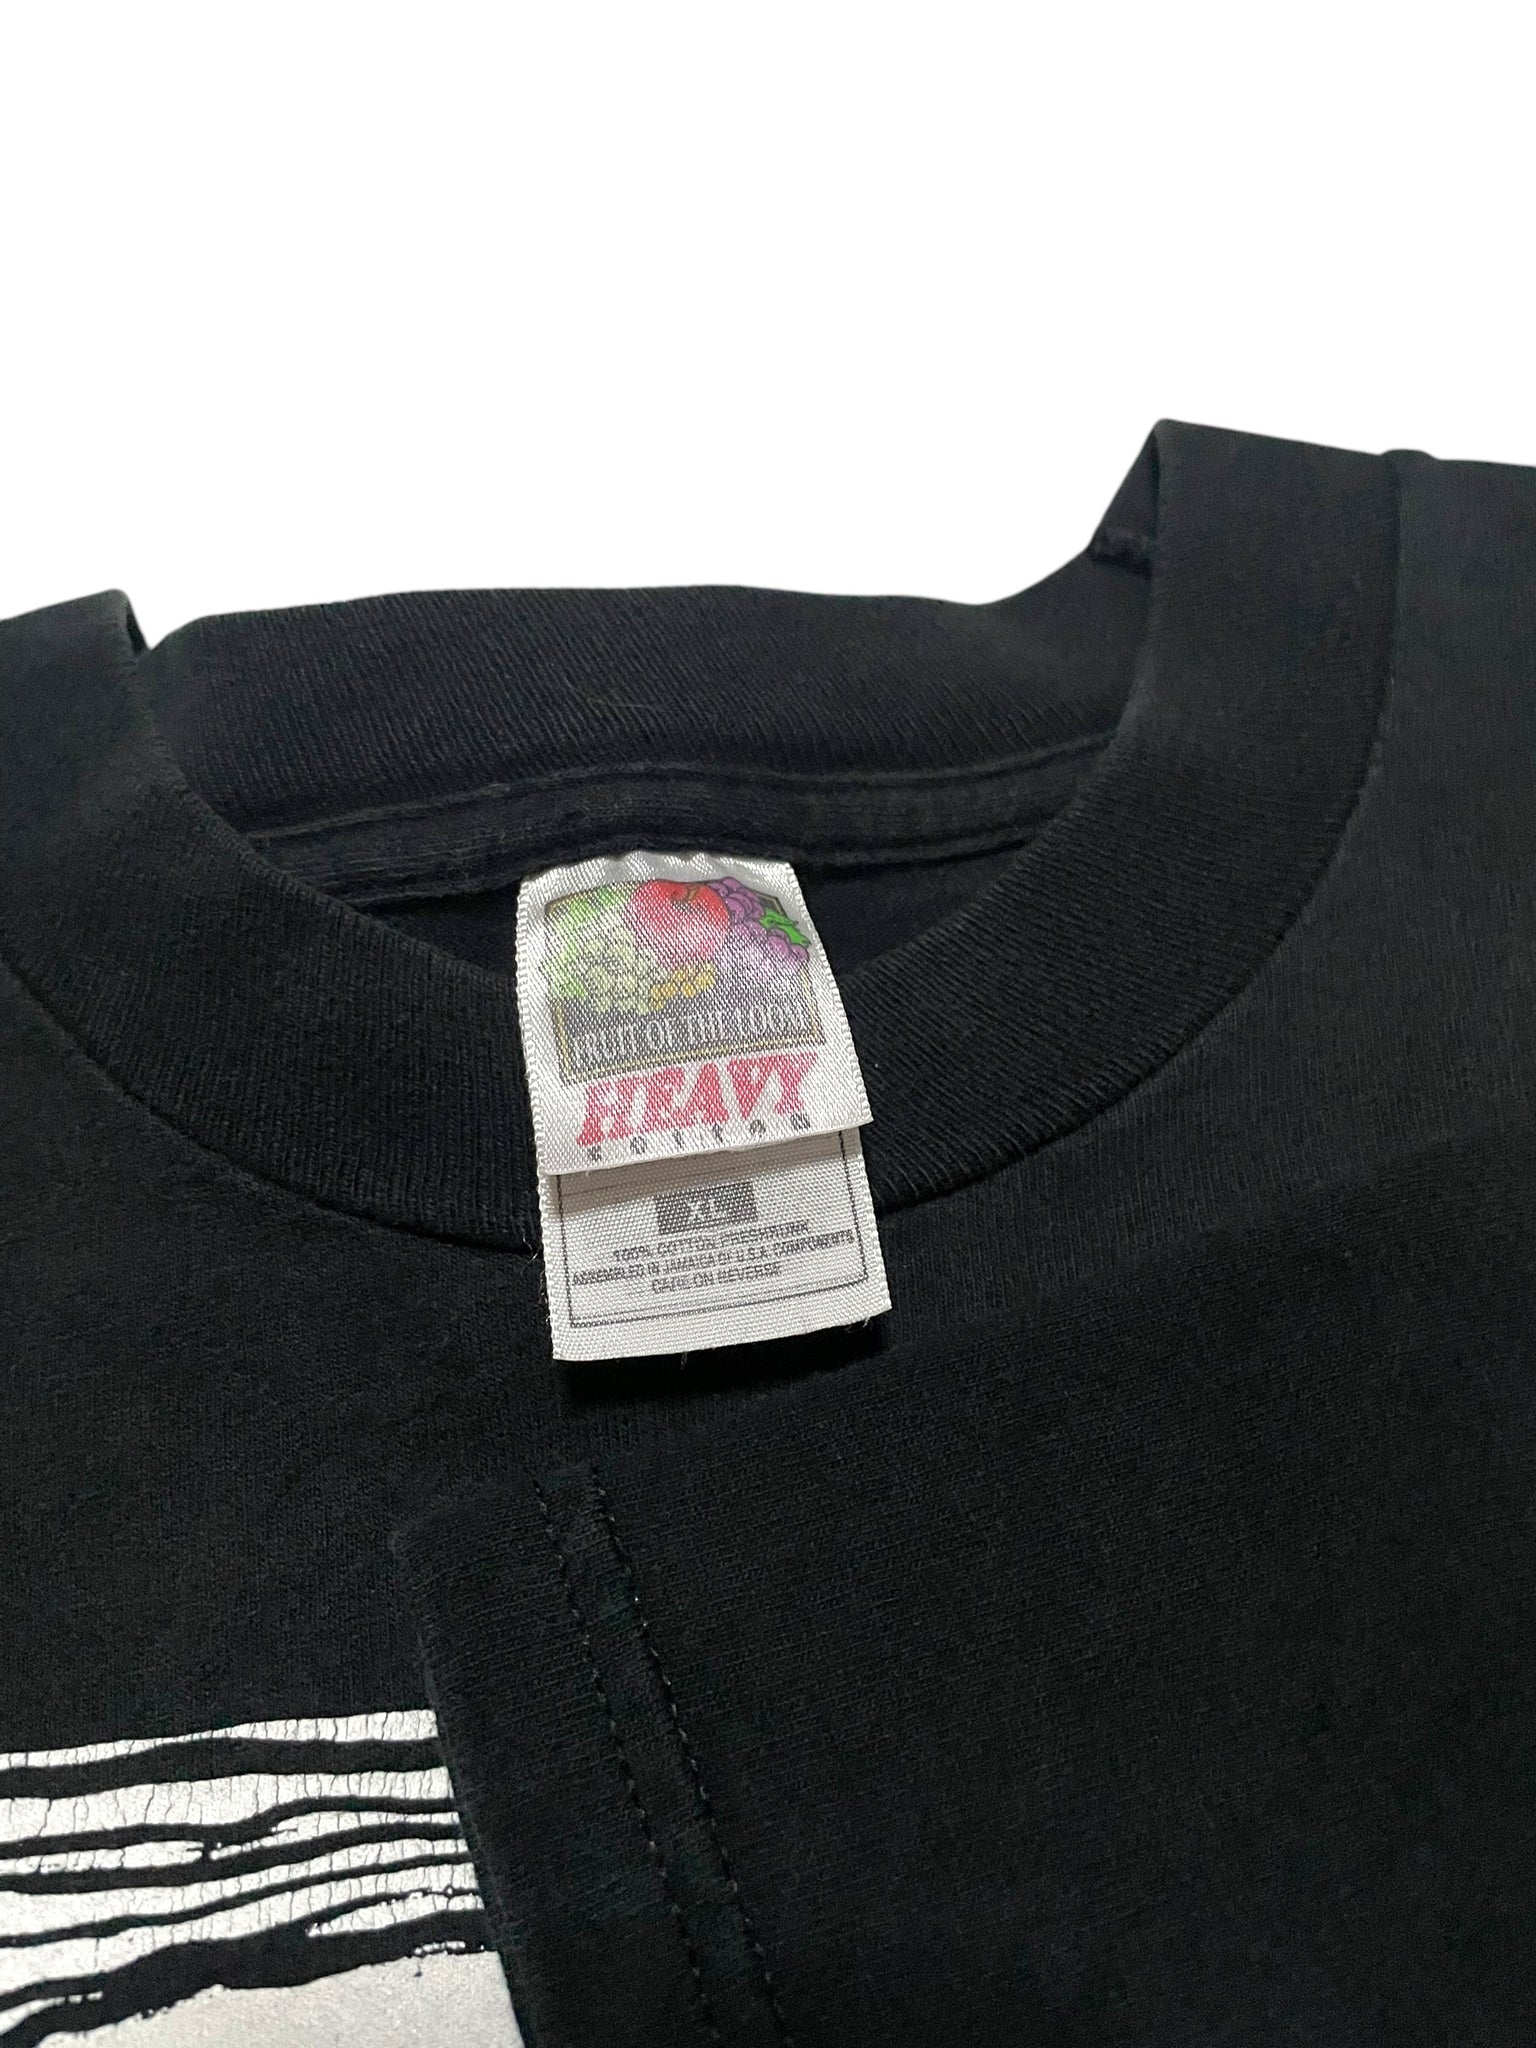 FRUIT OF THE LOOM
HEAVY
COTTON
XL
100% COTTON PRESHRUNK
ASSEMBLED IN JAMAICA OF U.S.A. COMPONENTS
CARE ON REVERSE